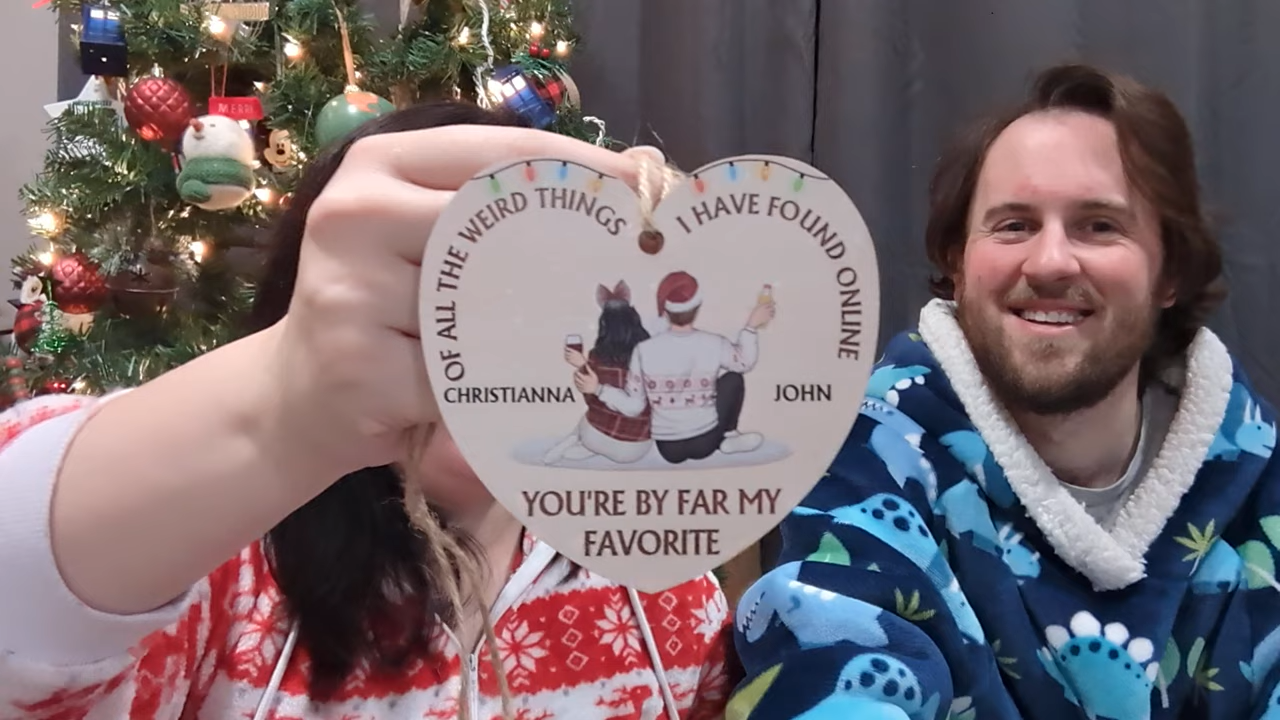 MERRY
OF ALL THE WEIRD THINGS
I HAVE FOUND ONLINE
CHRISTIANNA
JOHN
YOU'RE BY FAR MY
FAVORITE